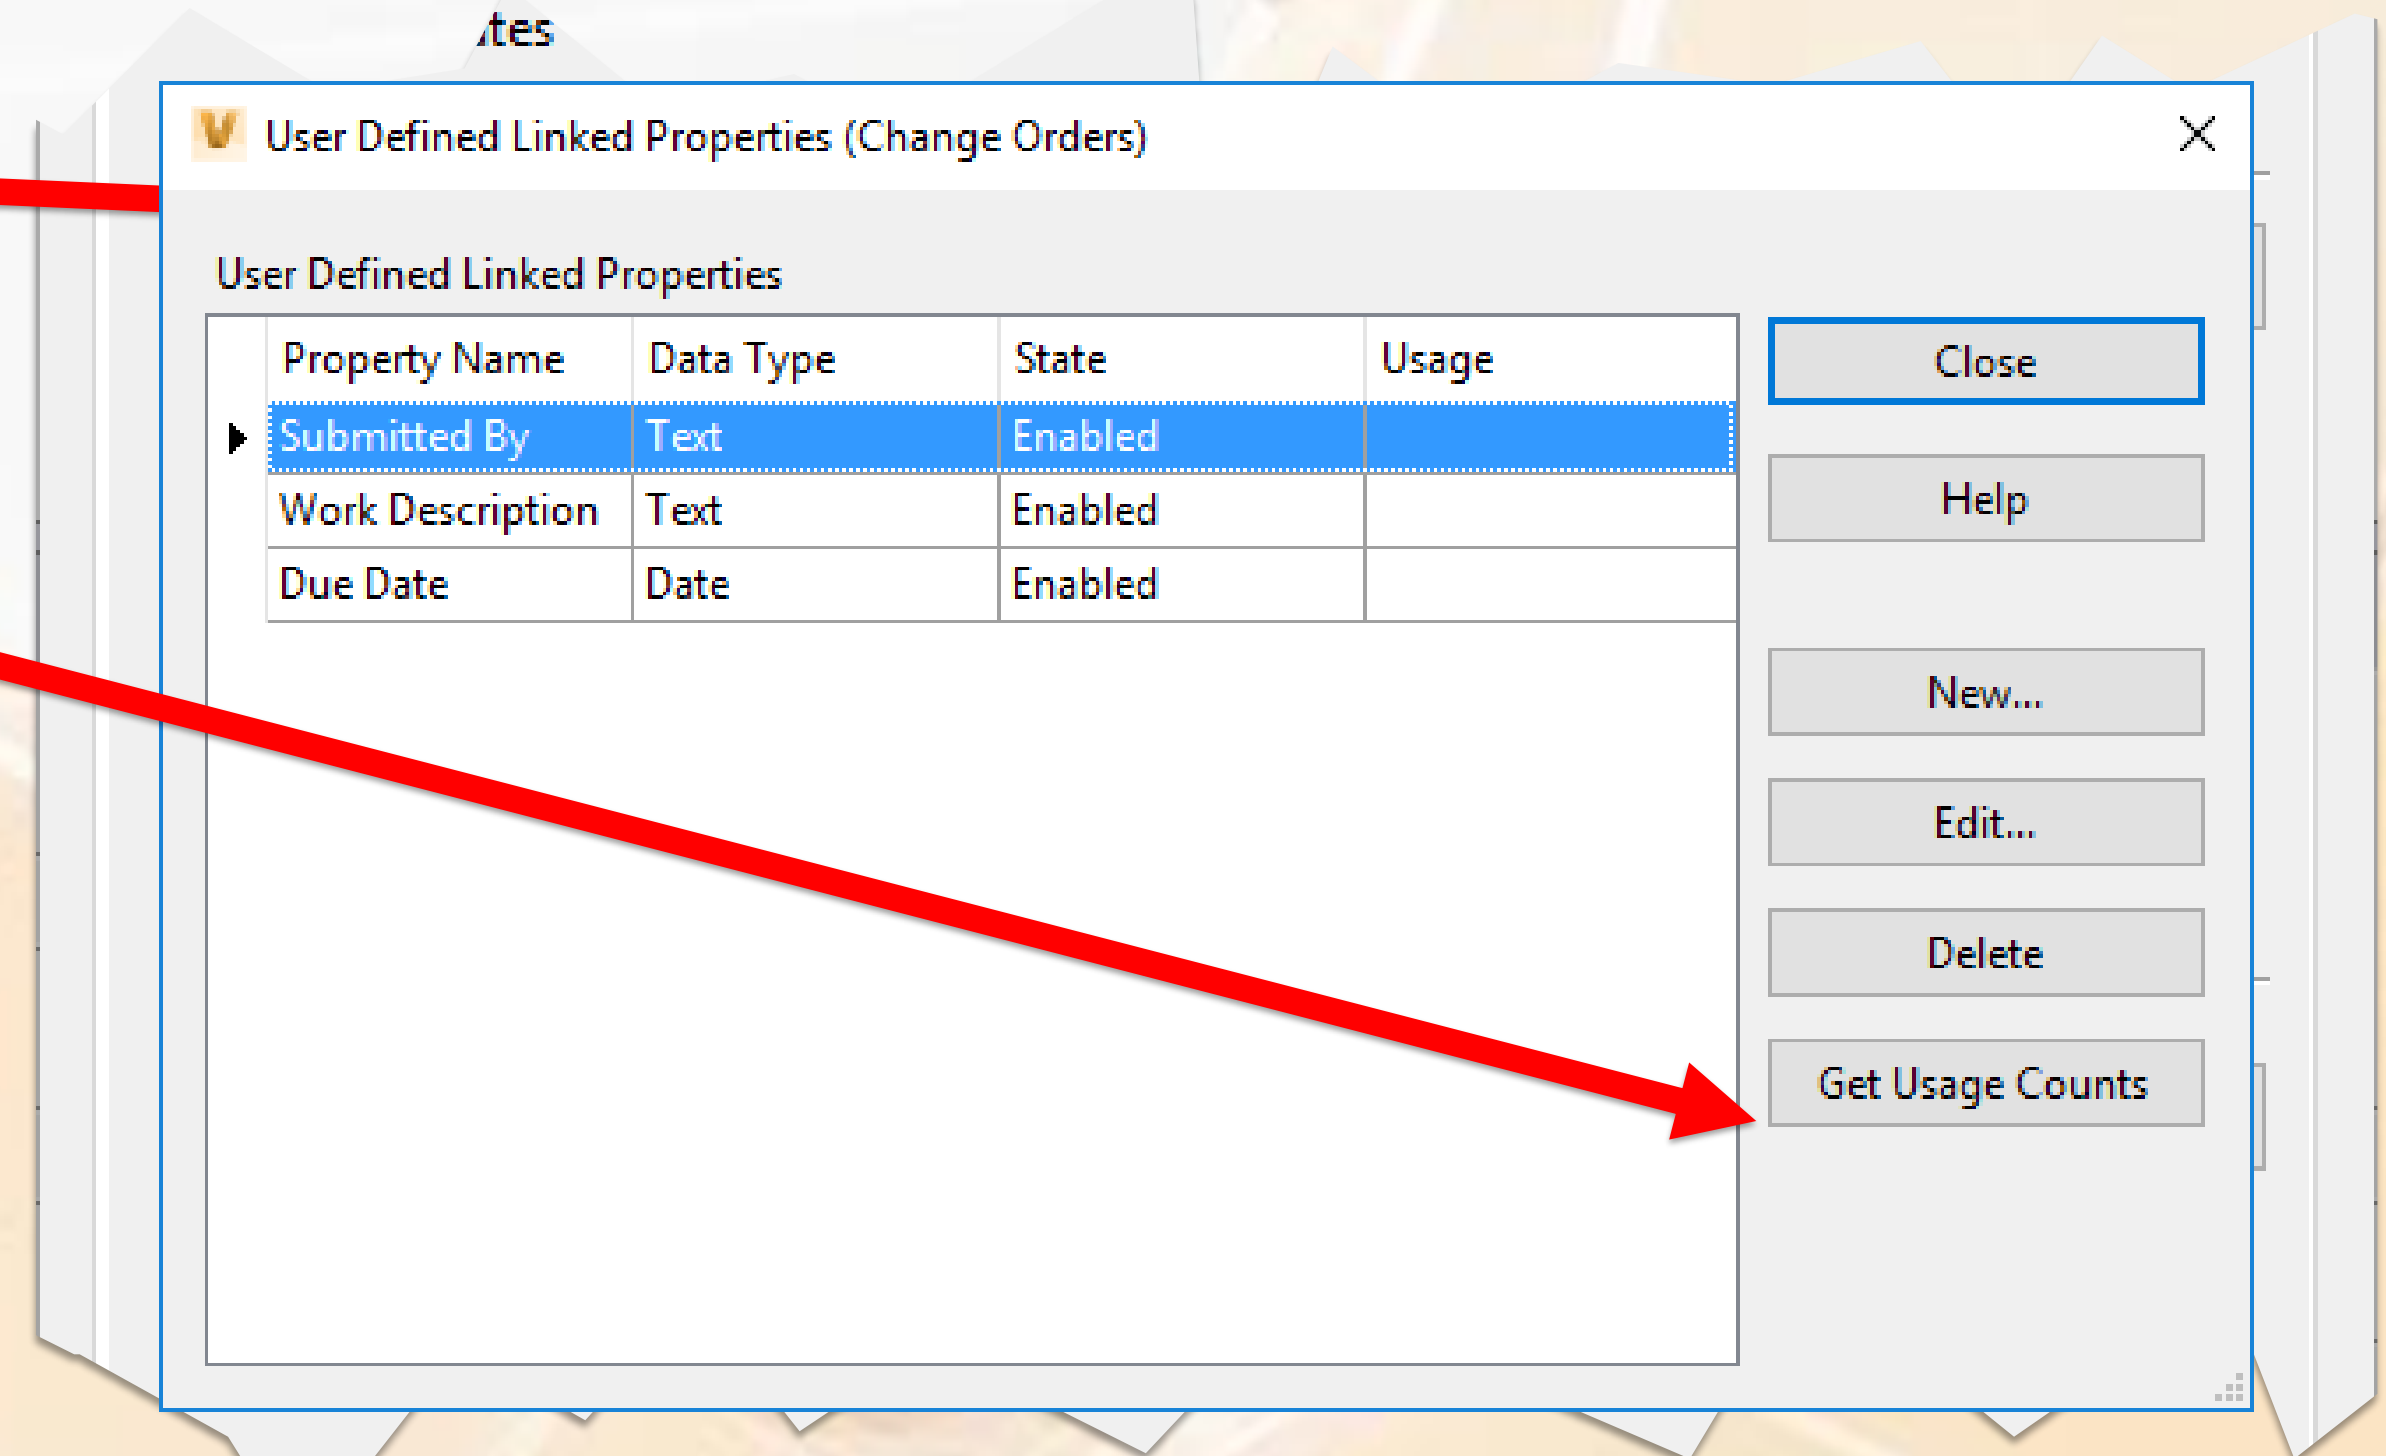 User Defined Linked Properties (Change Orders)
User Defined Linked Properties
Property Name Data Type State Usage
Submitted By Text Enabled
Work Description Text Enabled
Due Date Date Enabled
Close
Help
New...
Edit...
Delete
Get Usage Counts